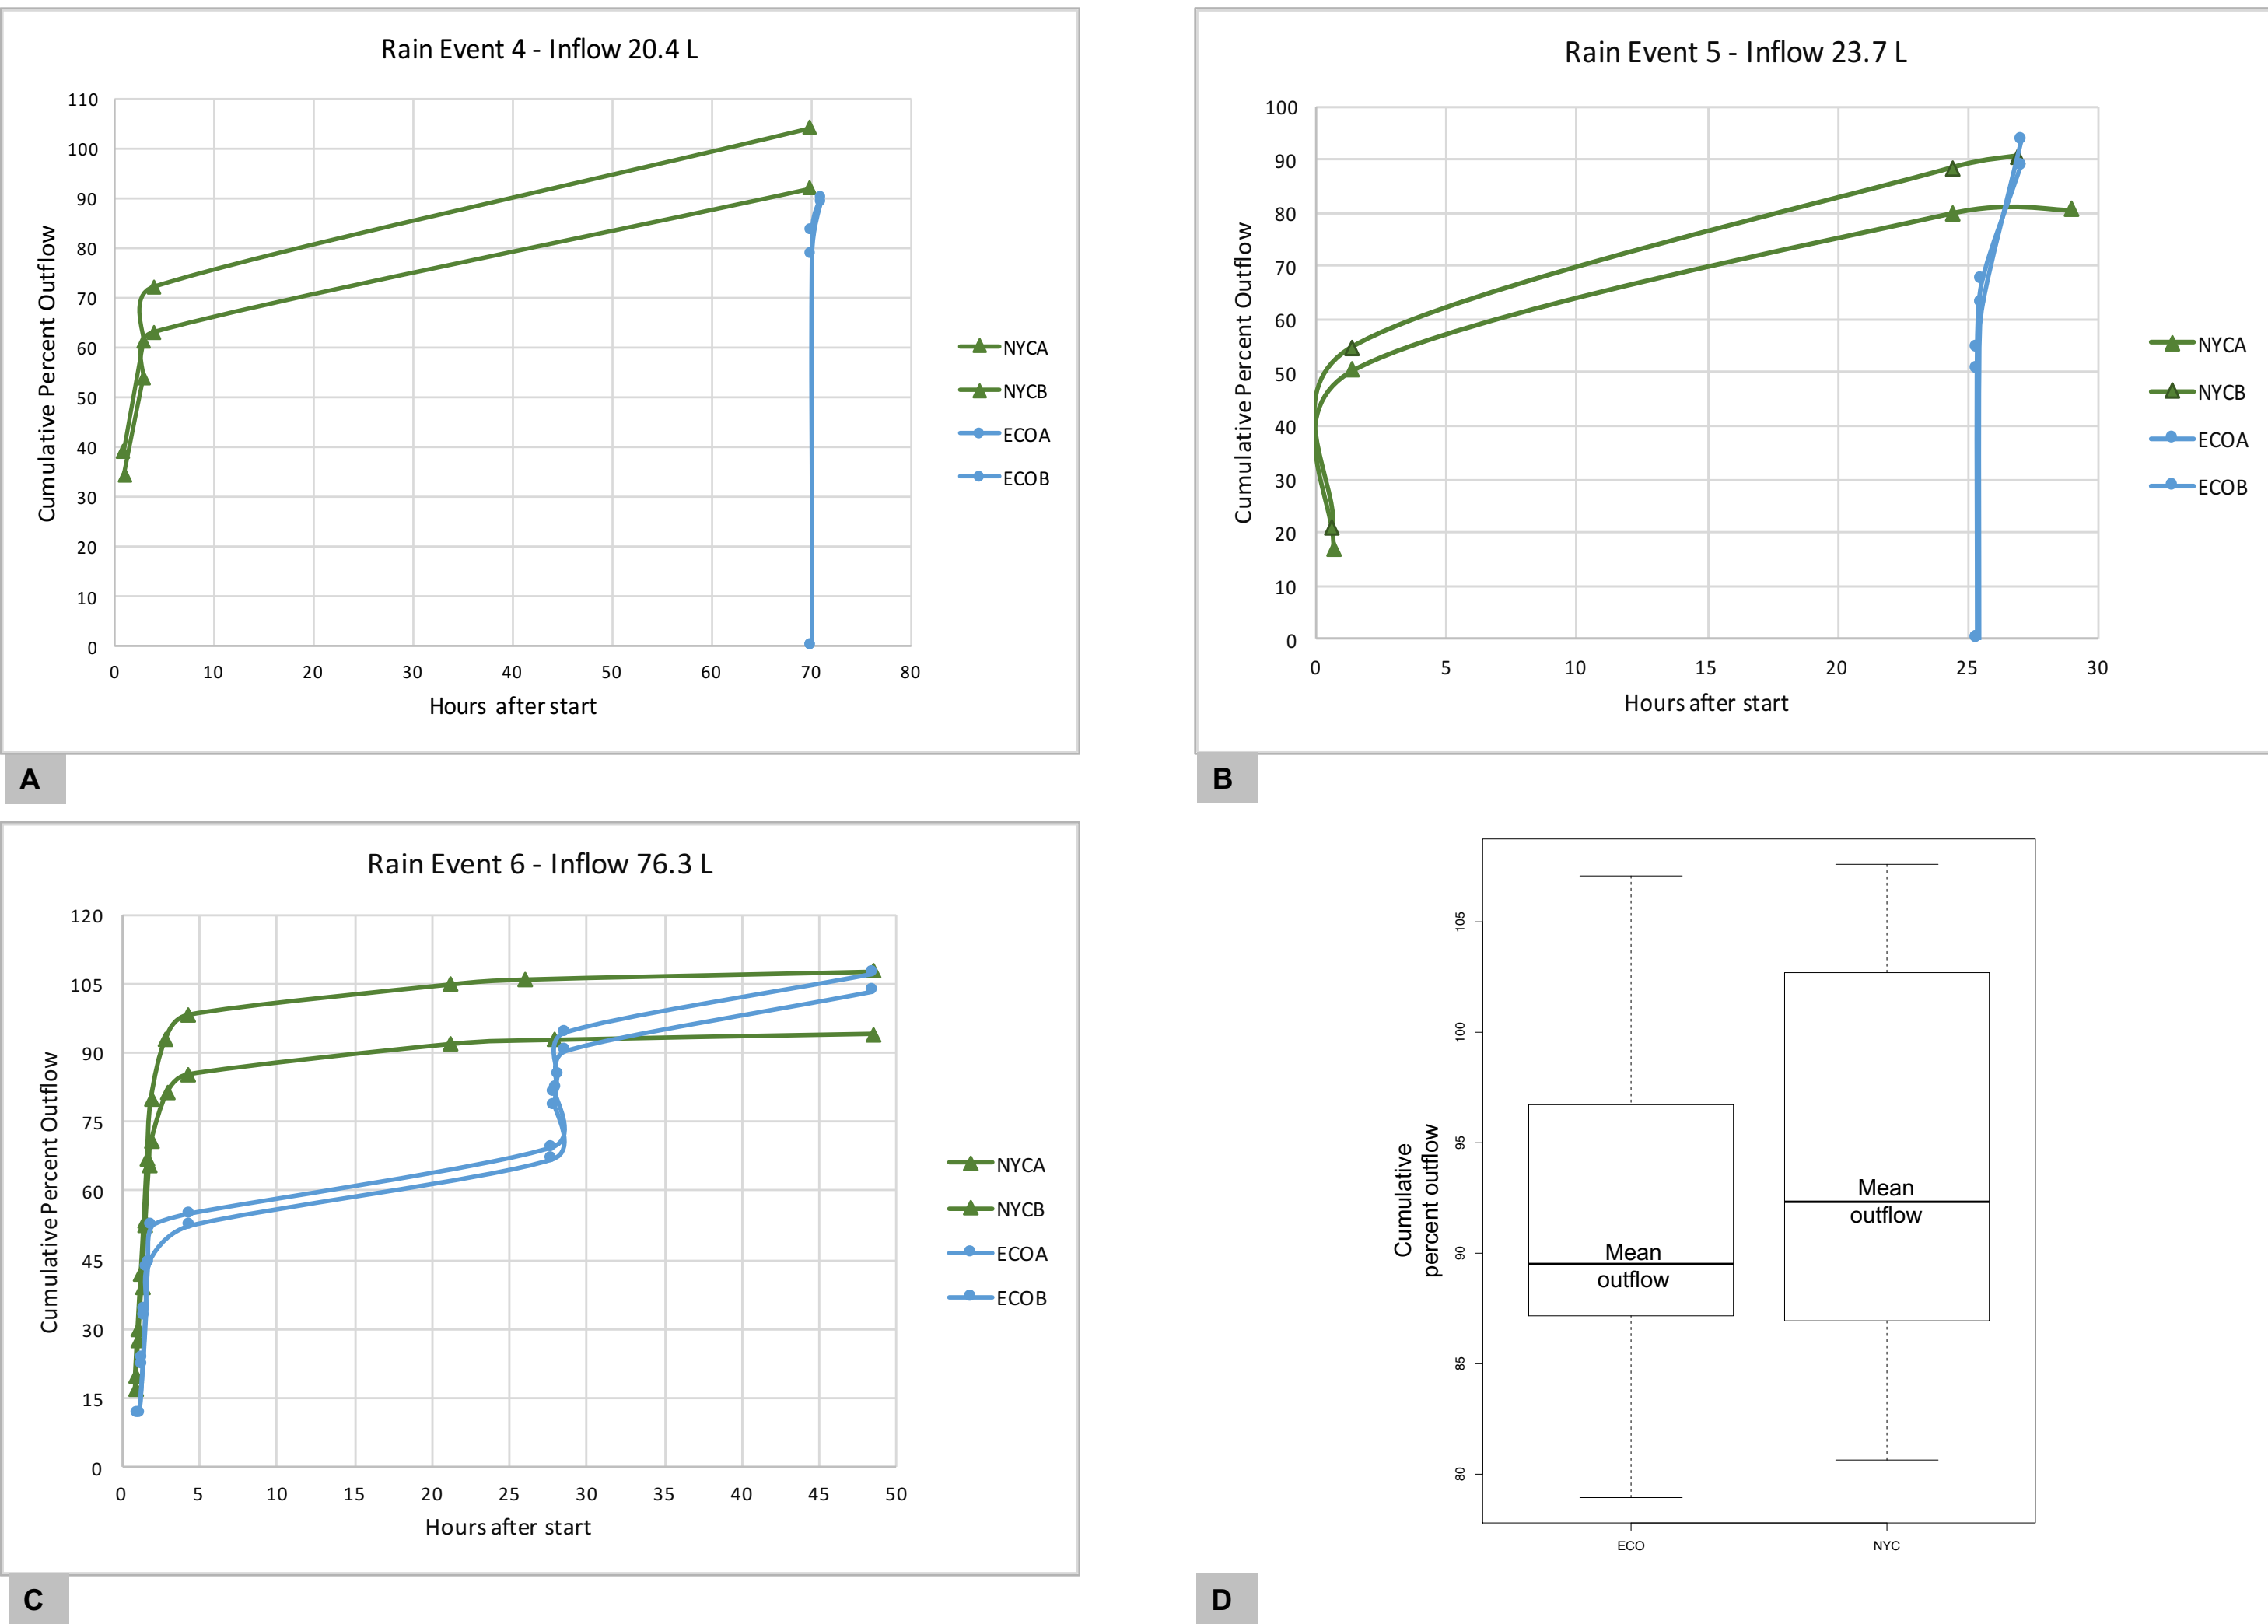 Rain Event 4 - Inflow 20.4 L
Cumulative Percent Outflow
110
100
90
80
70
60
50
40
30
20
10
0
0 10 20 30 40 50 60 70 80
Hours after start
NYCA
NYCB
ECOA
ECOB
A
Rain Event 5 - Inflow 23.7 L
Cumulative Percent Outflow
100
90
80
70
60
50
40
30
20
10
0
0 5 10 15 20 25 30
Hours after start
NYCA
NYCB
ECOA
ECOB
B
Rain Event 6 - Inflow 76.3 L
Cumulative Percent Outflow
120
105
90
75
60
45
30
15
0
0 5 10 15 20 25 30 35 40 45 50
Hours after start
NYCA
NYCB
ECOA
ECOB
C
Cumulative
percent outflow
105
100
95
90
85
80
Mean
outflow
Mean
outflow
ECO NYC
D